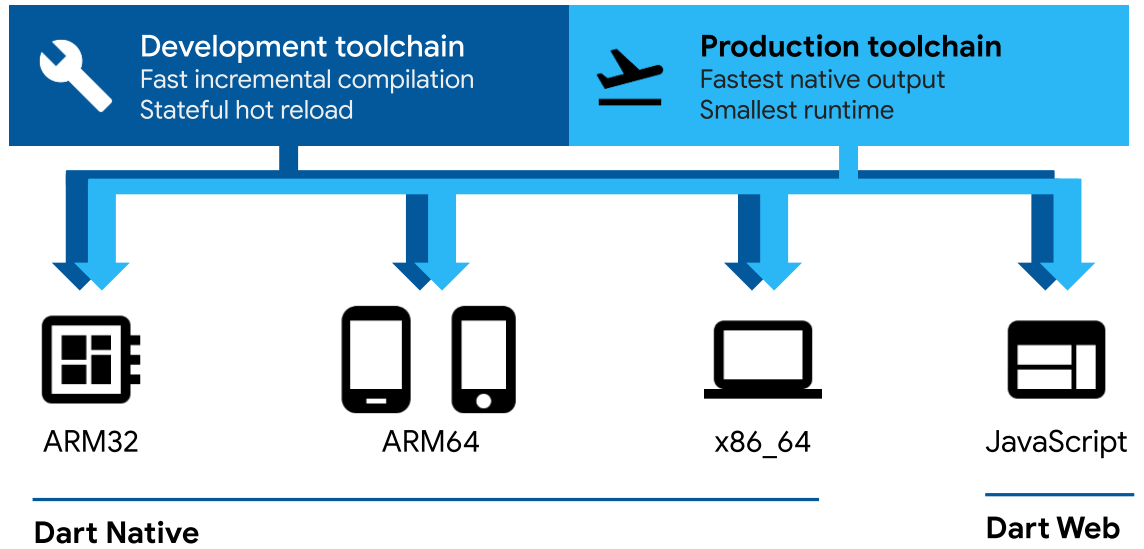 Development toolchain
Fast incremental compilation
Stateful hot reload
Production toolchain
Fastest native output
Smallest runtime
ARM32
ARM64
x86_64
JavaScript
Dart Native
Dart Web